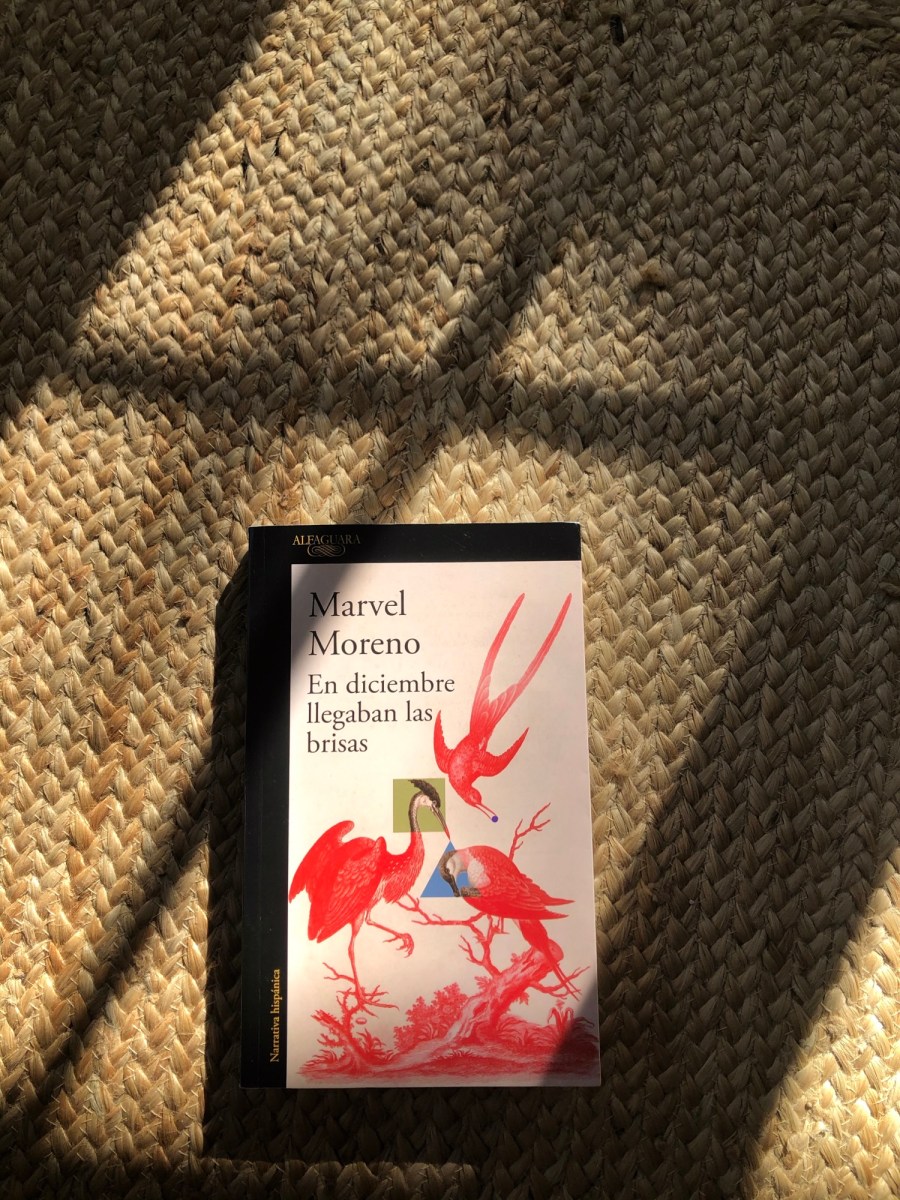 ALFAGUARA
Marvel
Moreno
En diciembre
llegaban las
brisas
Narrativa hispánica